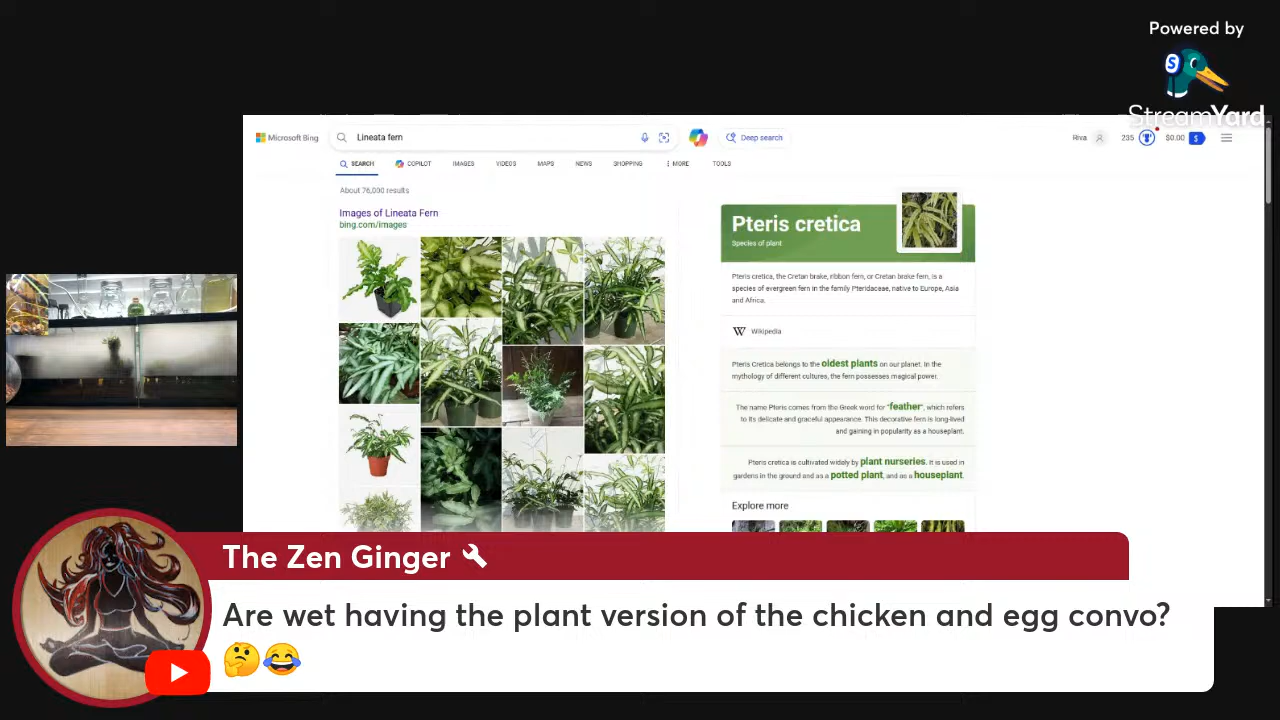 Powered by
StreamYard
Microsoft Bing
Lineata fern
Deep search
Riva
235
$0.00
SEARCH
COPILOT
IMAGES
VIDEOS
MAPS
NEWS
SHOPPING
MORE
TOOLS
About 76,000 results
Images of Lineata Fern
bing.com/images
Pteris cretica
Species of plant
Pteris cretica, the Cretan brake, ribbon fern, or Cretan brake fern, is a
species of evergreen fern in the family Pteridaceae, native to Europe, Asia
and Africa.
Wikipedia
Pteris Cretica belongs to the oldest plants on our planet. In the
mythology of different cultures, the fern possesses magical power.
The name Pteris comes from the Greek word for "feather", which refers
to its delicate and graceful appearance. This decorative fern is long-lived
and gaining in popularity as a houseplant.
Pteris cretica is cultivated widely by plant nurseries. It is used in
gardens in the ground and as a potted plant, and as a houseplant.
Explore more
The Zen Ginger
Are wet having the plant version of the chicken and egg convo?
🤔😂